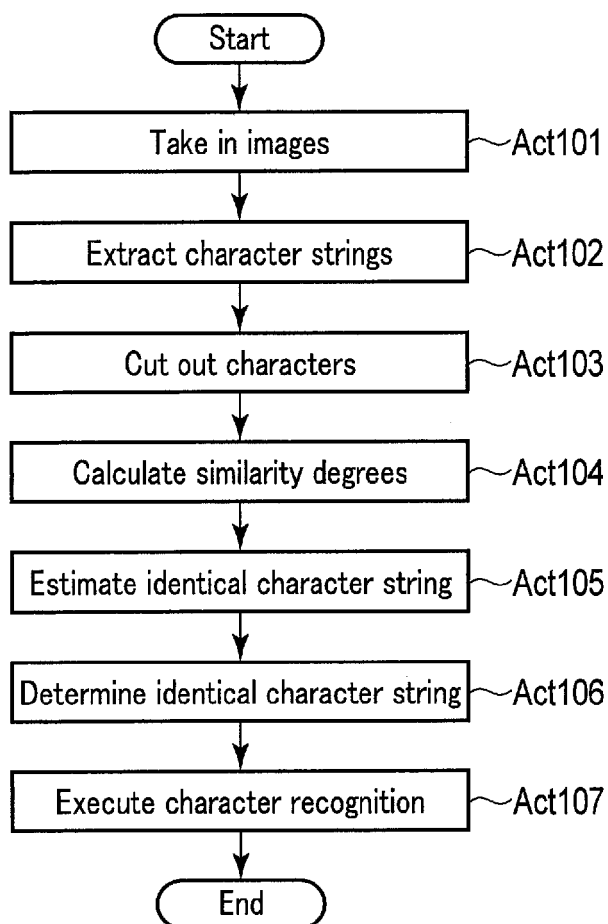 Start
Take in images Act101
Extract character strings Act102
Cut out characters Act103
Calculate similarity degrees Act104
Estimate identical character string Act105
Determine identical character string Act106
Execute character recognition Act107
End